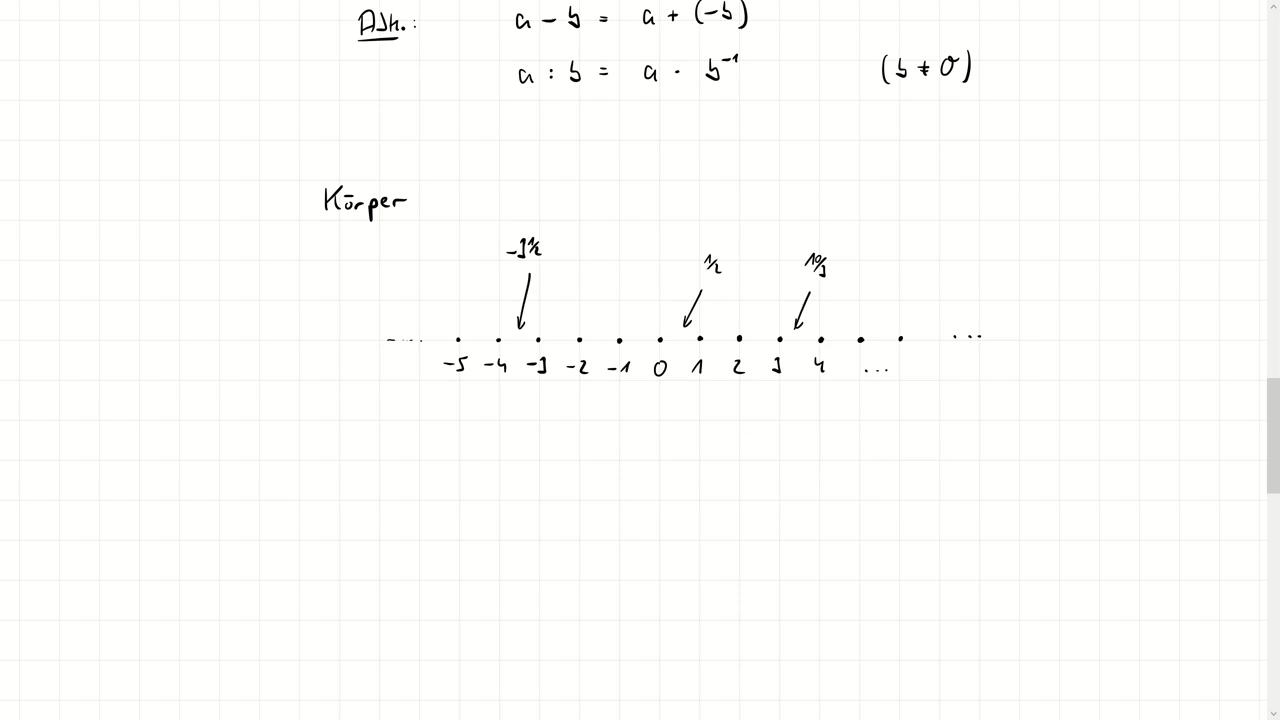 Abk.: a - b = a + (-b)
a : b = a · b⁻¹ (b ≠ 0)
Körper
-3½ ½ 10/3
.... -5 -4 -3 -2 -1 0 1 2 3 4 ... ...